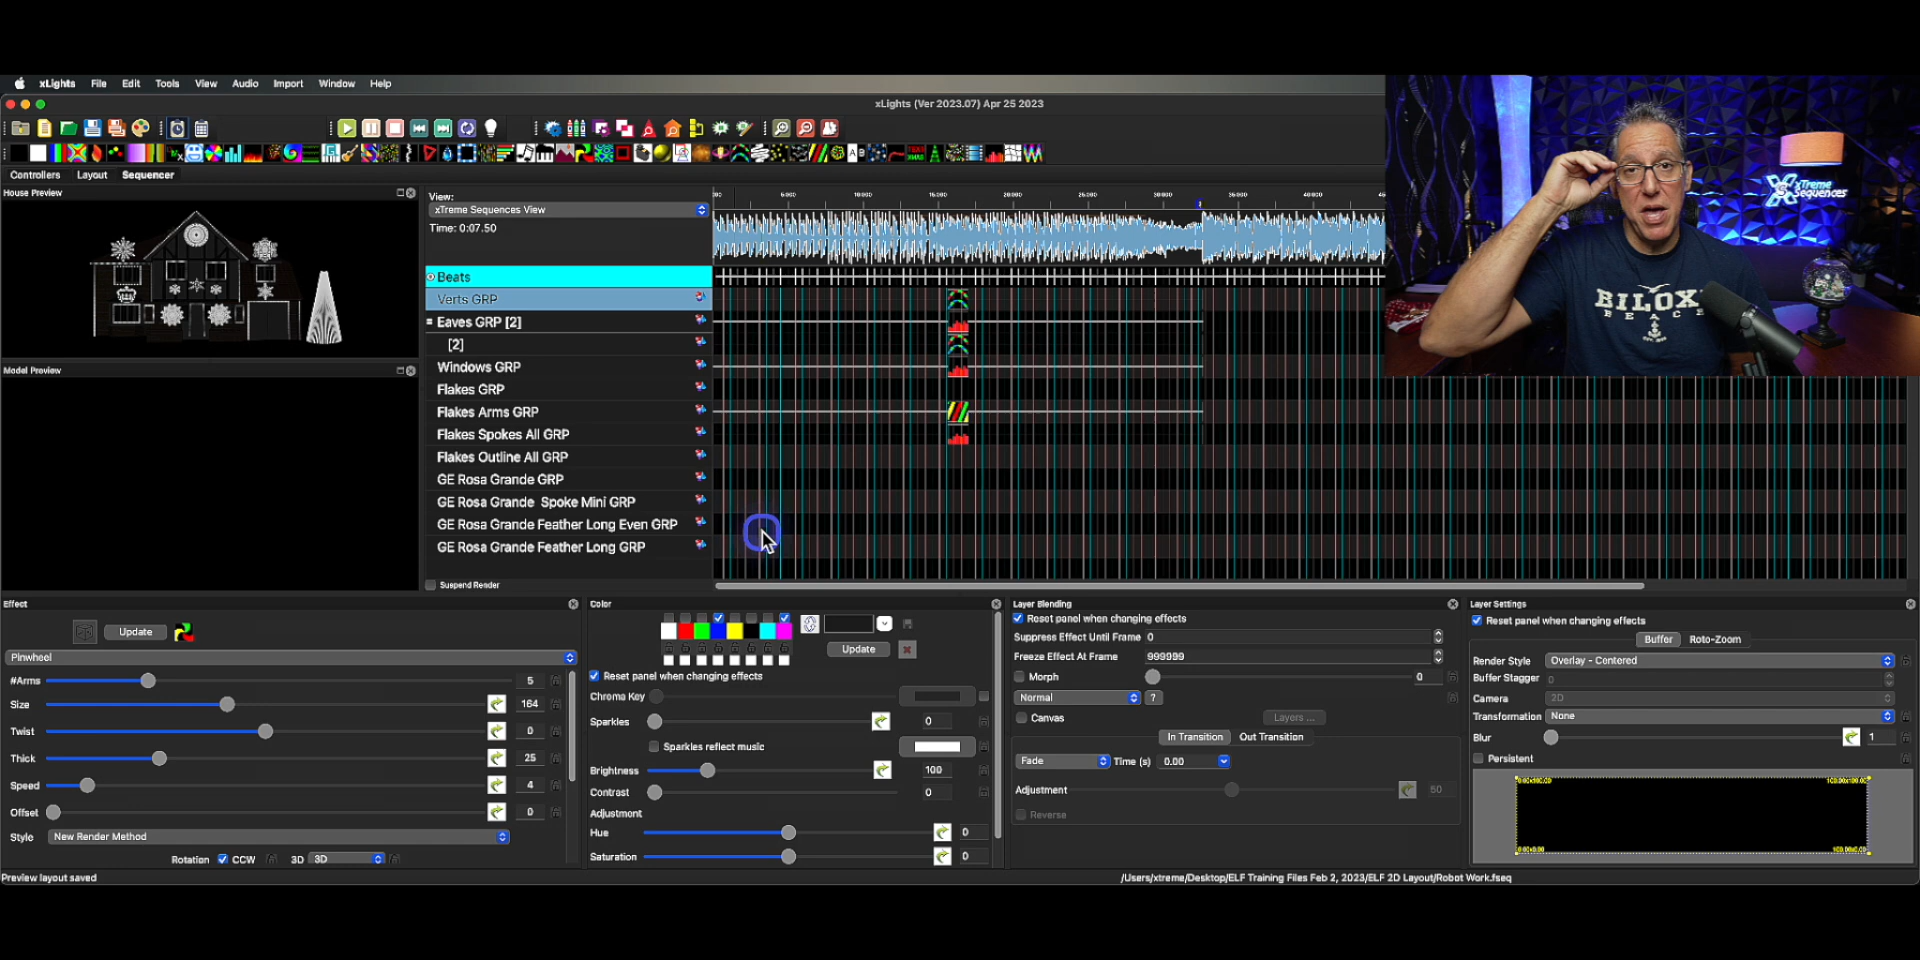 xLights File Edit Tools View Audio Import Window Help
xLights (Ver 2023.07) Apr 25 2023
Controllers Layout Sequencer
House Preview
Model Preview
View:
xTreme Sequences View
Time: 0:07.50
Beats
Verts GRP
Eaves GRP [2]
[2]
Windows GRP
Flakes GRP
Flakes Arms GRP
Flakes Spokes All GRP
Flakes Outline All GRP
GE Rosa Grande GRP
GE Rosa Grande Spoke Mini GRP
GE Rosa Grande Feather Long Even GRP
GE Rosa Grande Feather Long GRP
Suspend Render
xTreme
Sequences
BILOXI
BEACH
Effect
Update
Pinwheel
#Arms 5
Size 164
Twist 0
Thick 25
Speed 4
Offset 0
Style New Render Method
Rotation CCW 3D 3D
Color
Update
Reset panel when changing effects
Chroma Key
Sparkles 0
Sparkles reflect music
Brightness 100
Contrast 0
Adjustment
Hue 0
Saturation 0
Layer Blending
Reset panel when changing effects
Suppress Effect Until Frame 0
Freeze Effect At Frame 999999
Morph 0
Normal ?
Canvas Layers ...
In Transition Out Transition
Fade Time (s) 0.00
Adjustment 50
Reverse
Layer Settings
Reset panel when changing effects
Buffer Roto-Zoom
Render Style Overlay - Centered
Buffer Stagger 0
Camera 2D
Transformation None
Blur 1
Persistent
Preview layout saved
/Users/xtreme/Desktop/ELF Training Files Feb 2, 2023/ELF 2D Layout/Robot Work.fseq